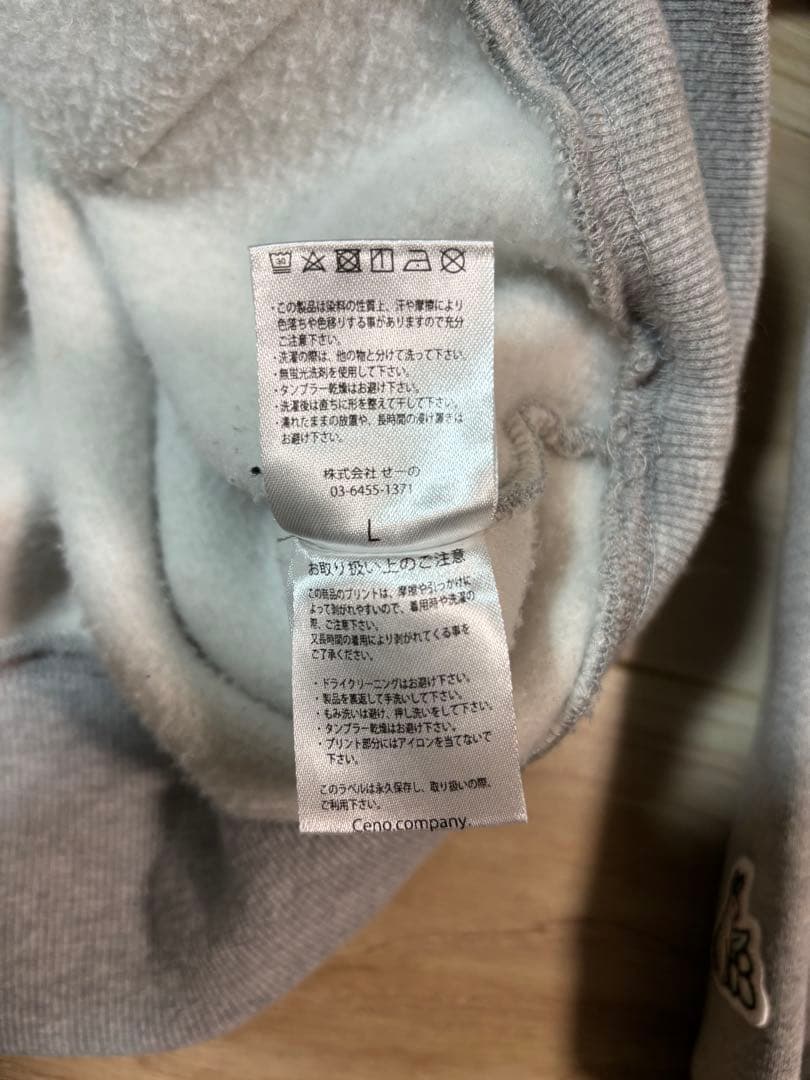 ・この製品は染料の性質上、汗や摩擦により
色落ちや色移りする事がありますので充分
ご注意下さい。
・洗濯の際は、他の物と分けて洗って下さい。
・無蛍光洗剤を使用して下さい。
・タンブラー乾燥はお避け下さい。
・洗濯後は直ちに形を整えて干して下さい。
・濡れたままの放置や、長時間の浸け置きは
お避け下さい。
株式会社 せーの
03-6455-1371
L
お取り扱い上のご注意
この商品のプリントは、摩擦や引っかけに
よって剥がれやすいので、着用時や洗濯の
際、ご注意下さい。
又長時間の着用により剥がれてくる事を
ご了承ください。
・ドライクリーニングはお避け下さい。
・製品を裏返して手洗いして下さい。
・もみ洗いは避け、押し洗いをして下さい。
・タンブラー乾燥はお避け下さい。
・プリント部分にはアイロンを当てないで
下さい。
このラベルは永久保存し、取り扱いの際、
ご利用下さい。
Ceno.company.